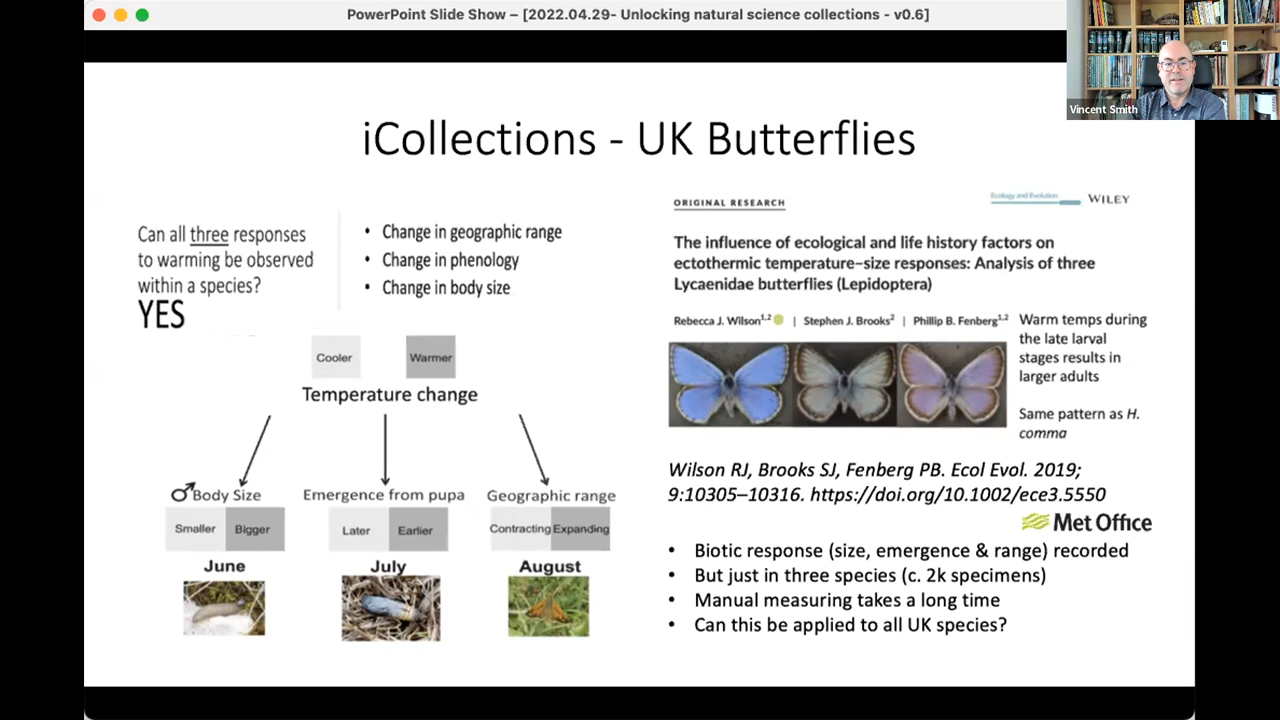 PowerPoint Slide Show – [2022.04.29- Unlocking natural science collections - v0.6]
Vincent Smith
iCollections - UK Butterflies
Can all three responses
to warming be observed
within a species?
YES
• Change in geographic range
• Change in phenology
• Change in body size
Cooler
Warmer
Temperature change
♂Body Size
Smaller Bigger
June
Emergence from pupa
Later Earlier
July
Geographic range
Contracting Expanding
August
ORIGINAL RESEARCH
Ecology and Evolution
WILEY
The influence of ecological and life history factors on
ectothermic temperature–size responses: Analysis of three
Lycaenidae butterflies (Lepidoptera)
Rebecca J. Wilson1,2 | Stephen J. Brooks2 | Phillip B. Fenberg1,2
Warm temps during
the late larval
stages results in
larger adults
Same pattern as H.
comma
Wilson RJ, Brooks SJ, Fenberg PB. Ecol Evol. 2019;
9:10305–10316. https://doi.org/10.1002/ece3.5550
Met Office
• Biotic response (size, emergence & range) recorded
• But just in three species (c. 2k specimens)
• Manual measuring takes a long time
• Can this be applied to all UK species?